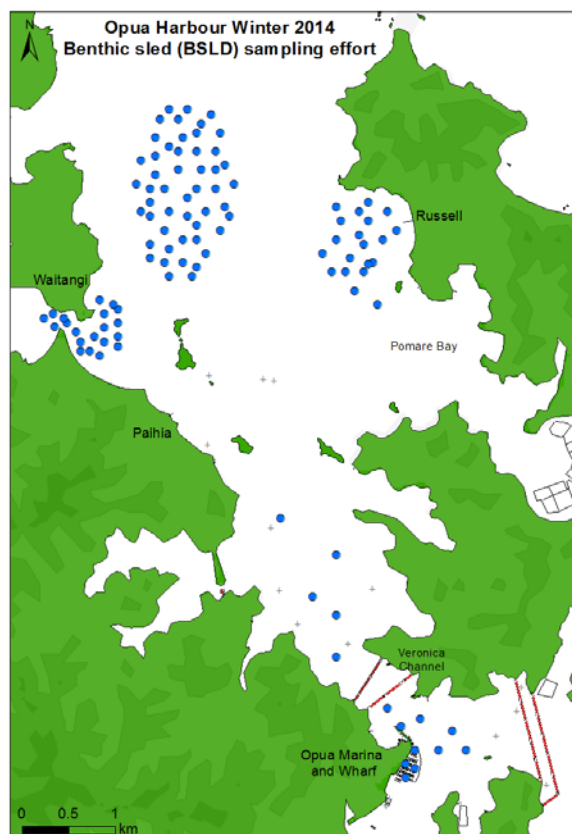 Opua Harbour Winter 2014
Benthic sled (BSLD) sampling effort
N
Russell
Waitangi
Pomare Bay
Paihia
Veronica
Channel
Opua Marina
and Wharf
0 0.5 1
km